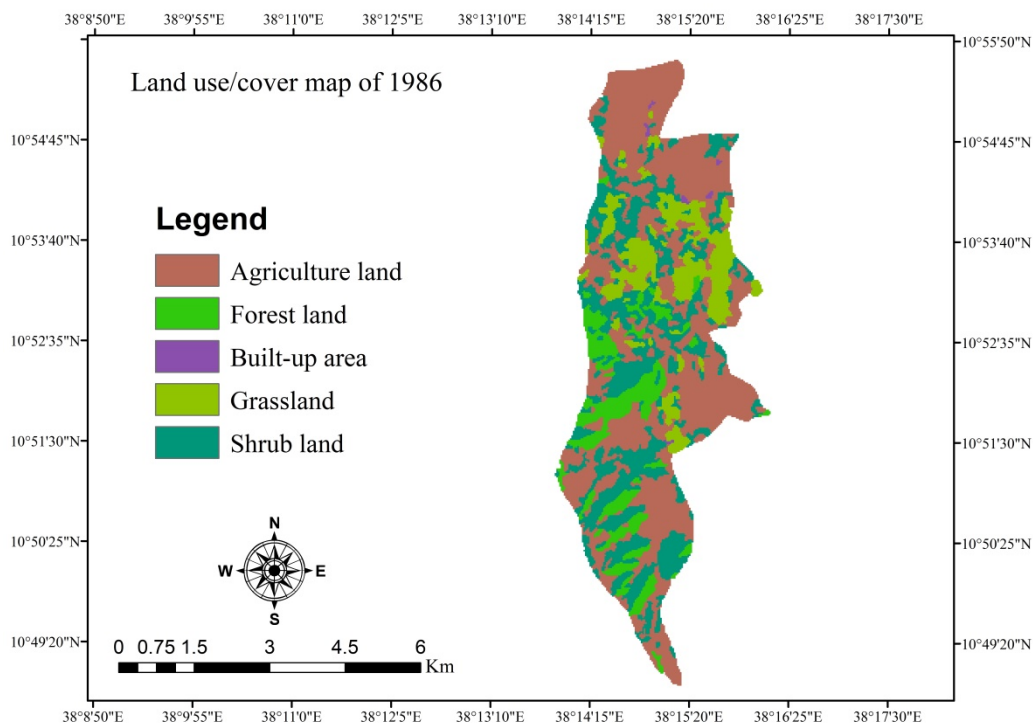 38°8'50"E 38°9'55"E 38°11'0"E 38°12'5"E 38°13'10"E 38°14'15"E 38°15'20"E 38°16'25"E 38°17'30"E
10°55'50"N
Land use/cover map of 1986
10°54'45"N 10°54'45"N
Legend
10°53'40"N 10°53'40"N
Agriculture land
Forest land
10°52'35"N 10°52'35"N
Built-up area
Grassland
10°51'30"N 10°51'30"N
Shrub land
N
10°50'25"N 10°50'25"N
W E
S
10°49'20"N 10°49'20"N
0 0.75 1.5 3 4.5 6
Km
38°8'50"E 38°9'55"E 38°11'0"E 38°12'5"E 38°13'10"E 38°14'15"E 38°15'20"E 38°16'25"E 38°17'30"E